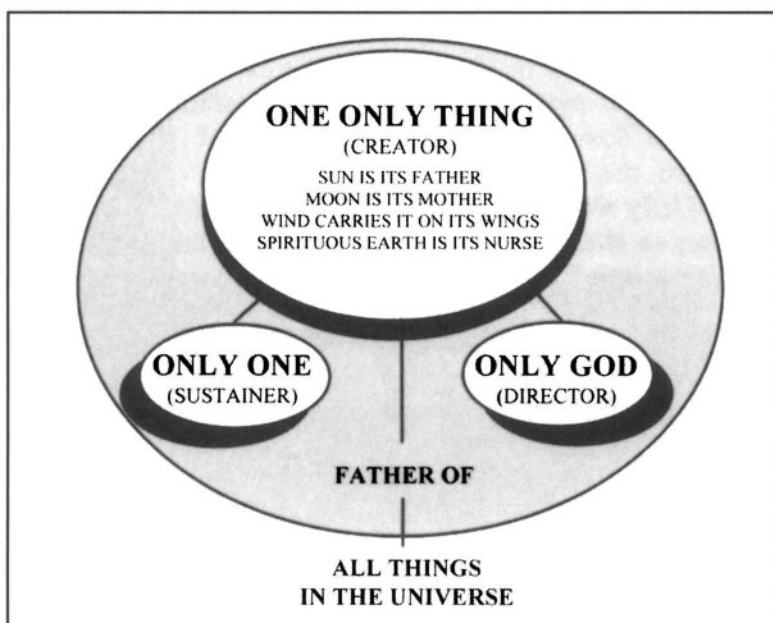 ONE ONLY THING
(CREATOR)
SUN IS ITS FATHER
MOON IS ITS MOTHER
WIND CARRIES IT ON ITS WINGS
SPIRITUOUS EARTH IS ITS NURSE
ONLY ONE
(SUSTAINER)
ONLY GOD
(DIRECTOR)
FATHER OF
ALL THINGS
IN THE UNIVERSE